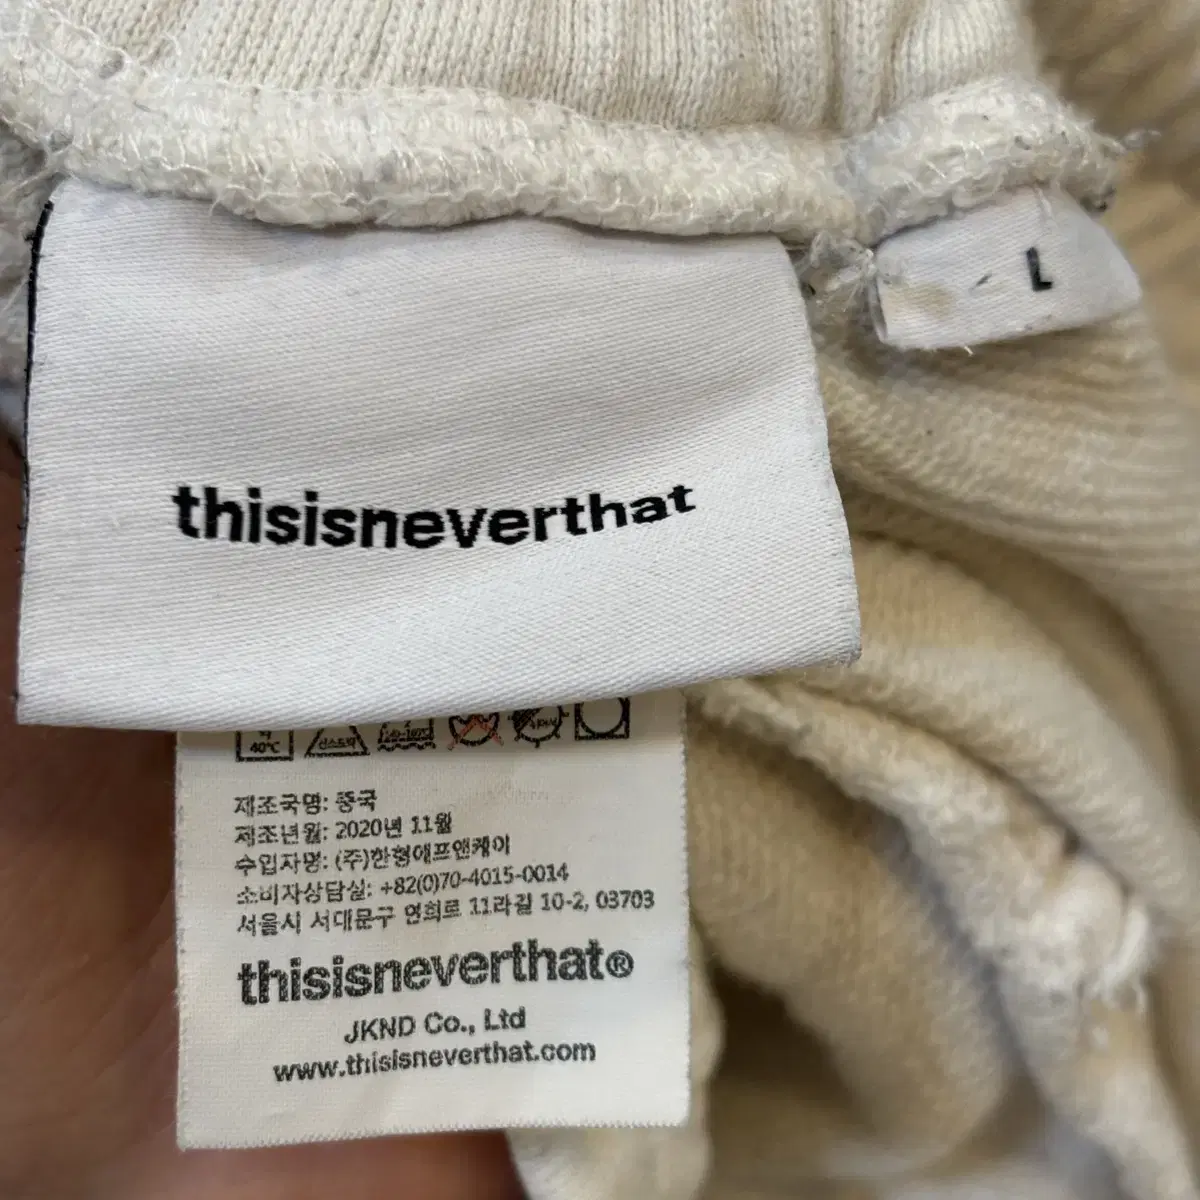 L
thisisneverthat
약
40℃
제조국명: 중국
제조년월: 2020년 11월
수입자명: (주)한형에프앤케이
소비자상담실: +82(0)70-4015-0014
서울시 서대문구 연희로 11라길 10-2, 03703
thisisneverthat®
JKND Co., Ltd
www.thisisneverthat.com